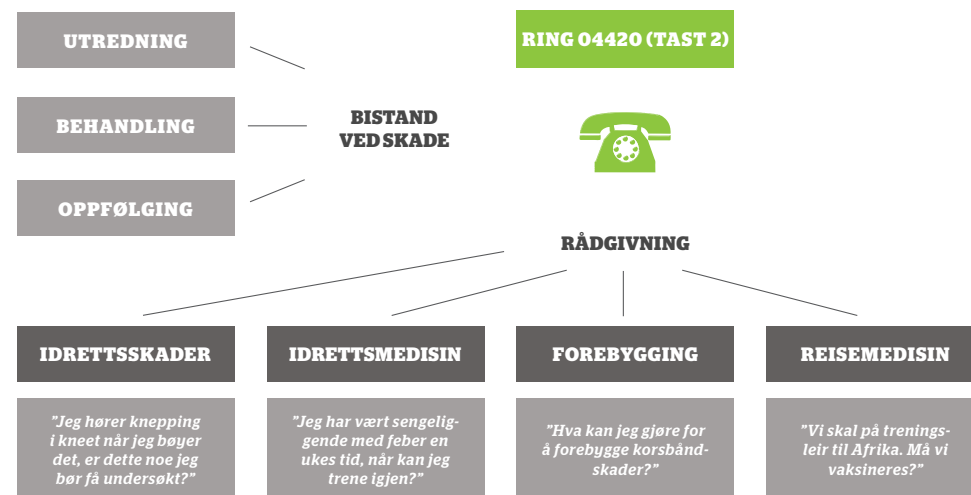 UTREDNING
RING 04420 (TAST 2)
BEHANDLING
BISTAND
VED SKADE
OPPFØLGING
RÅDGIVNING
IDRETTSSKADER
IDRETTSMEDISIN
FOREBYGGING
REISEMEDISIN
”Jeg hører knepping
i kneet når jeg bøyer
det, er dette noe jeg
bør få undersøkt?”
”Jeg har vært sengelig-
gende med feber en
ukes tid, når kan jeg
trene igjen?”
”Hva kan jeg gjøre for
å forebygge korsbånd-
skader?”
”Vi skal på trenings-
leir til Afrika. Må vi
vaksineres?”